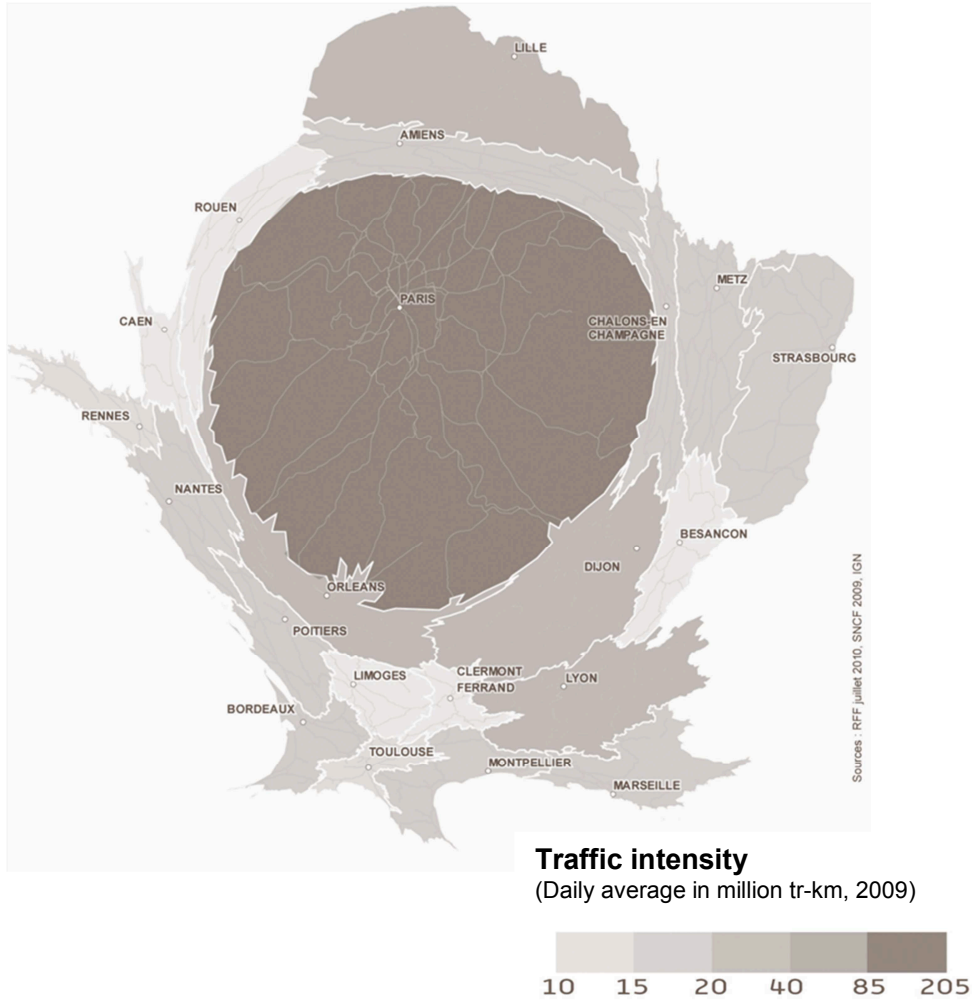 LILLE
AMIENS
ROUEN
METZ
PARIS
CAEN
CHALONS-EN
CHAMPAGNE
STRASBOURG
RENNES
NANTES
BESANCON
DIJON
ORLEANS
POITIERS
LIMOGES
CLERMONT
FERRAND
LYON
BORDEAUX
TOULOUSE
MONTPELLIER
MARSEILLE
Sources : RFF juillet 2010, SNCF 2009, IGN
Traffic intensity
(Daily average in million tr-km, 2009)
10 15 20 40 85 205